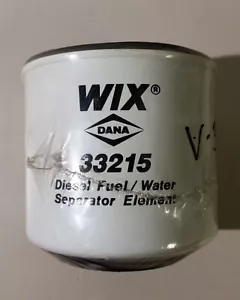 WIX®
DANA
33215
Diesel Fuel/Water
Separator Element